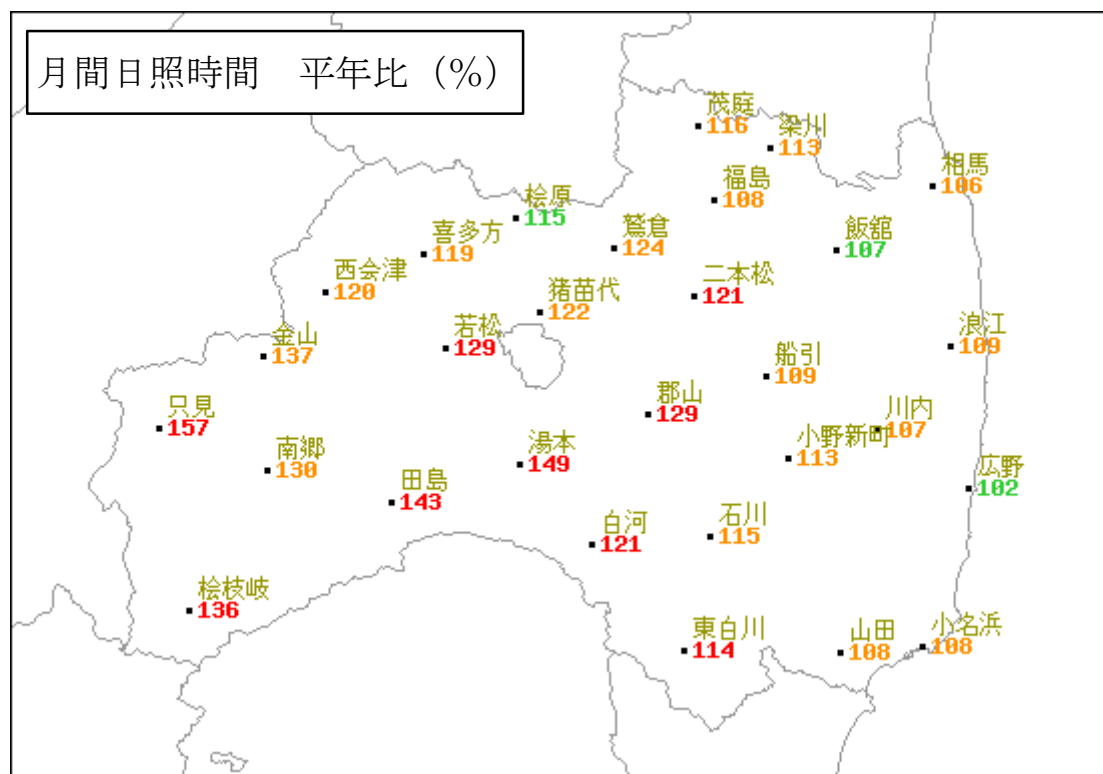 月間日照時間　平年比（％）
茂庭
116
梁川
113
相馬
106
福島
108
桧原
115
鷲倉
124
飯舘
107
喜多方
119
西会津
120
二本松
121
猪苗代
122
金山
137
若松
129
浪江
109
船引
109
只見
157
郡山
129
川内
107
南郷
130
湯本
149
小野新町
113
広野
102
田島
143
白河
121
石川
115
桧枝岐
136
東白川
114
山田
108
小名浜
108